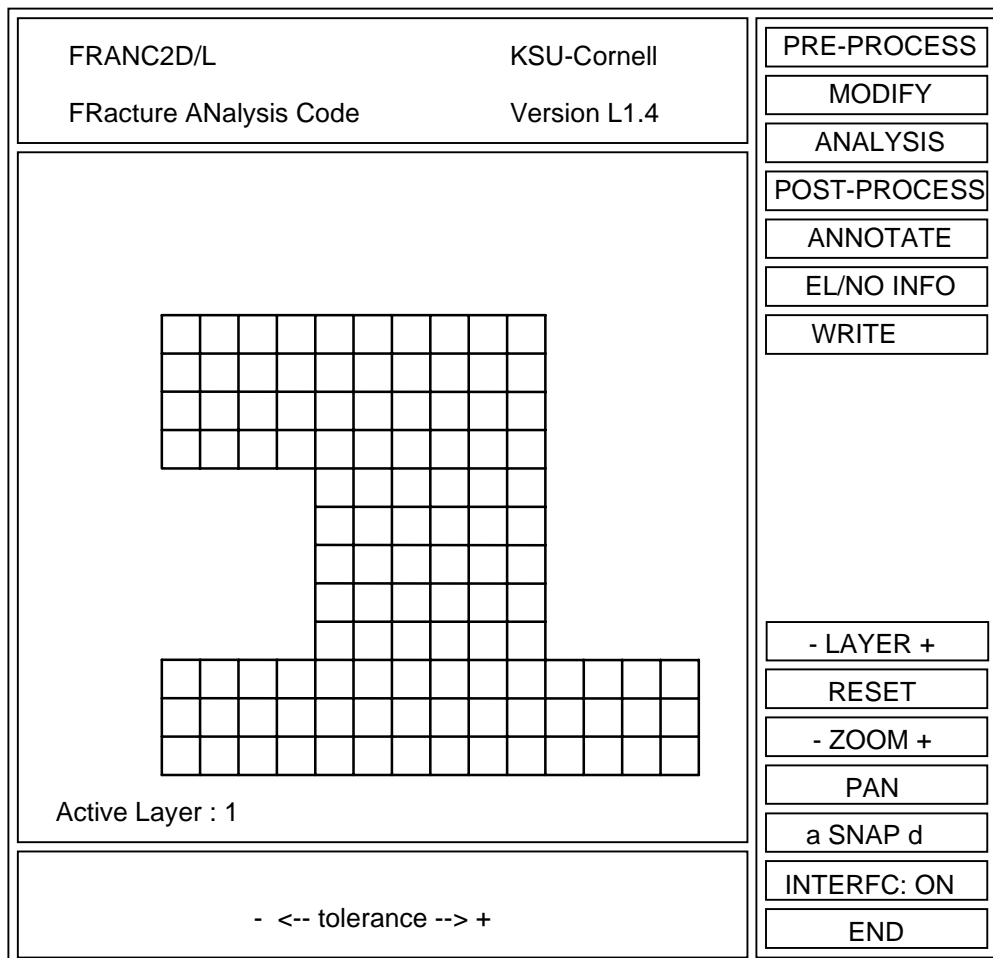 FRANC2D/L KSU-Cornell
FRacture ANalysis Code Version L1.4
PRE-PROCESS
MODIFY
ANALYSIS
POST-PROCESS
ANNOTATE
EL/NO INFO
WRITE
- LAYER +
RESET
- ZOOM +
PAN
a SNAP d
INTERFC: ON
END
Active Layer : 1
- <-- tolerance --> +